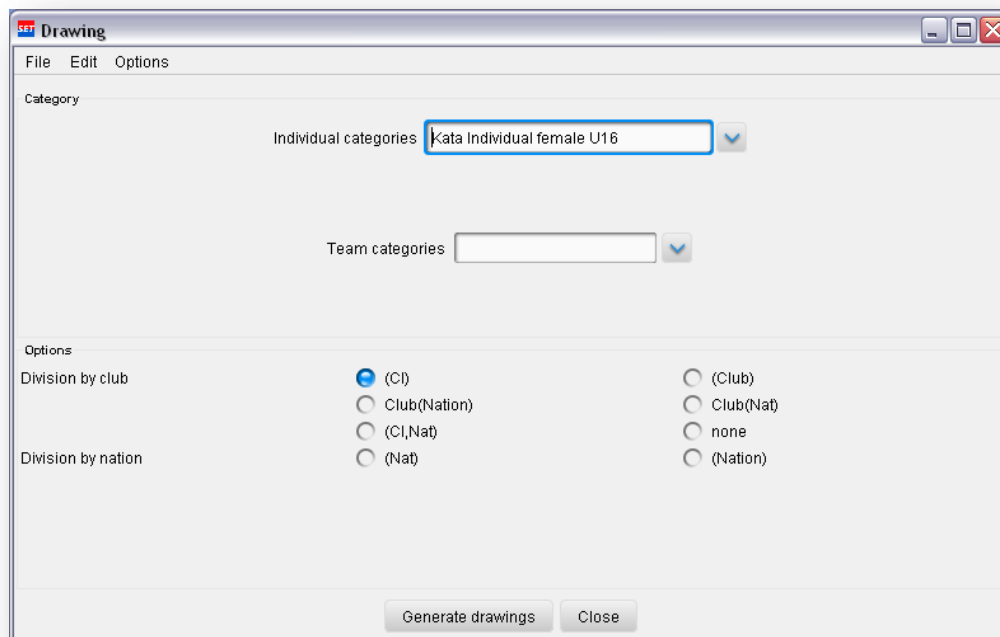 SET Drawing
File Edit Options
Category
Individual categories Kata Individual female U16
Team categories
Options
Division by club (Cl) (Club)
Club(Nation) Club(Nat)
(Cl,Nat) none
Division by nation (Nat) (Nation)
Generate drawings Close